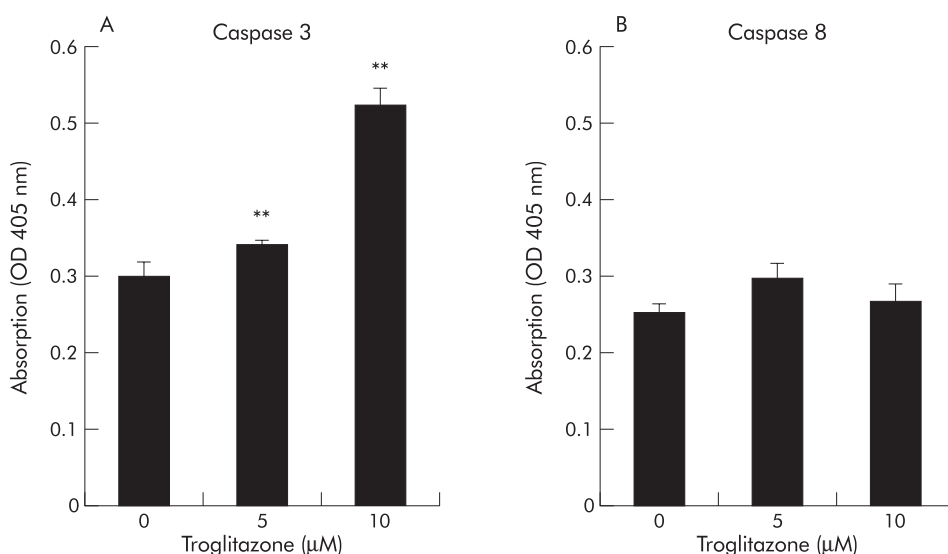 A
Caspase 3
0.6
0.5
0.4
0.3
0.2
0.1
0
Absorption (OD 405 nm)
**
**
0 5 10
Troglitazone (μM)
B
Caspase 8
0.6
0.5
0.4
0.3
0.2
0.1
0
Absorption (OD 405 nm)
0 5 10
Troglitazone (μM)